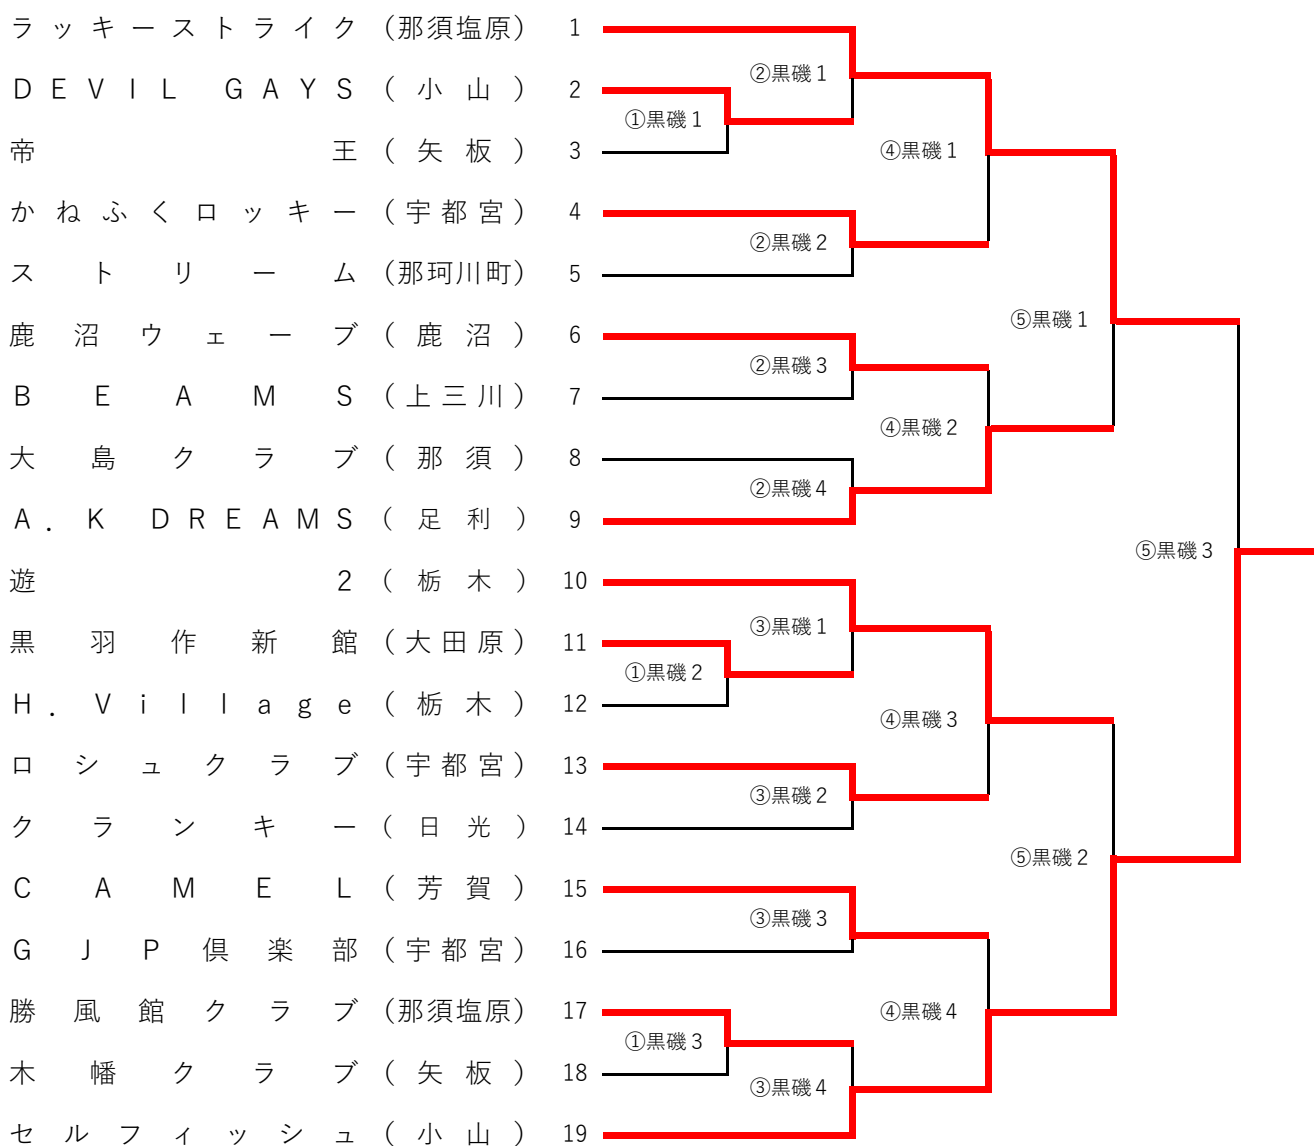 ラッキーストライク (那須塩原) 1
②黒磯1
DEVIL GAYS (小山) 2
①黒磯1
帝王 (矢板) 3
④黒磯1
かねふくロッキー (宇都宮) 4
②黒磯2
ストリーム (那珂川町) 5
⑤黒磯1
鹿沼ウェーブ (鹿沼) 6
②黒磯3
BEAMS (上三川) 7
④黒磯2
大島クラブ (那須) 8
②黒磯4
A.K DREAMS (足利) 9
⑤黒磯3
遊2 (栃木) 10
③黒磯1
黒羽作新館 (大田原) 11
①黒磯2
H.Village (栃木) 12
④黒磯3
ロシュクラブ (宇都宮) 13
③黒磯2
クランキー (日光) 14
⑤黒磯2
CAMEL (芳賀) 15
③黒磯3
GJP倶楽部 (宇都宮) 16
勝風館クラブ (那須塩原) 17
④黒磯4
①黒磯3
木幡クラブ (矢板) 18
③黒磯4
セルフィッシュ (小山) 19